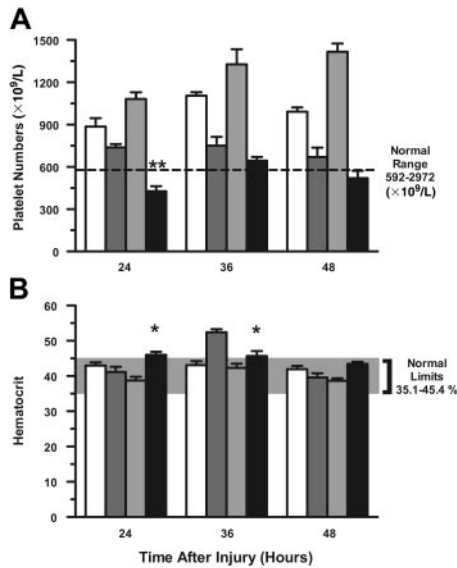 A
Platelet Numbers (×10⁹/L)
1500
1200
900
600
300
0
**
24
36
48
Normal
Range
592-2972
(×10⁹/L)
B
Hematocrit
60
50
40
30
20
10
0
*
*
24
36
48
Normal
Limits
35.1-45.4 %
Time After Injury (Hours)